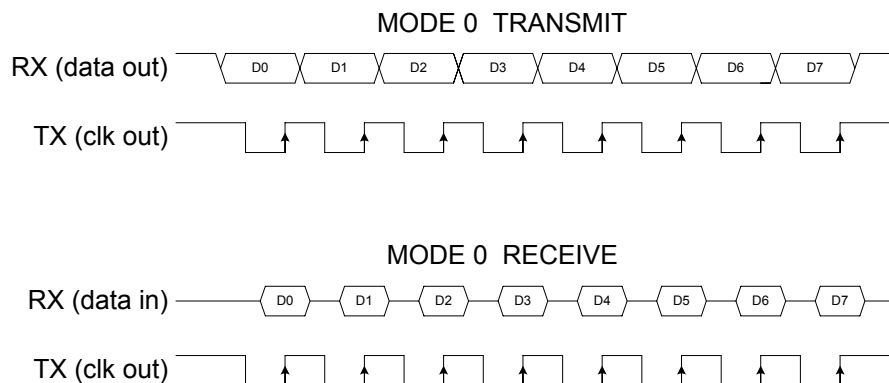 MODE 0 TRANSMIT
RX (data out) D0 D1 D2 D3 D4 D5 D6 D7
TX (clk out)
MODE 0 RECEIVE
RX (data in) D0 D1 D2 D3 D4 D5 D6 D7
TX (clk out)